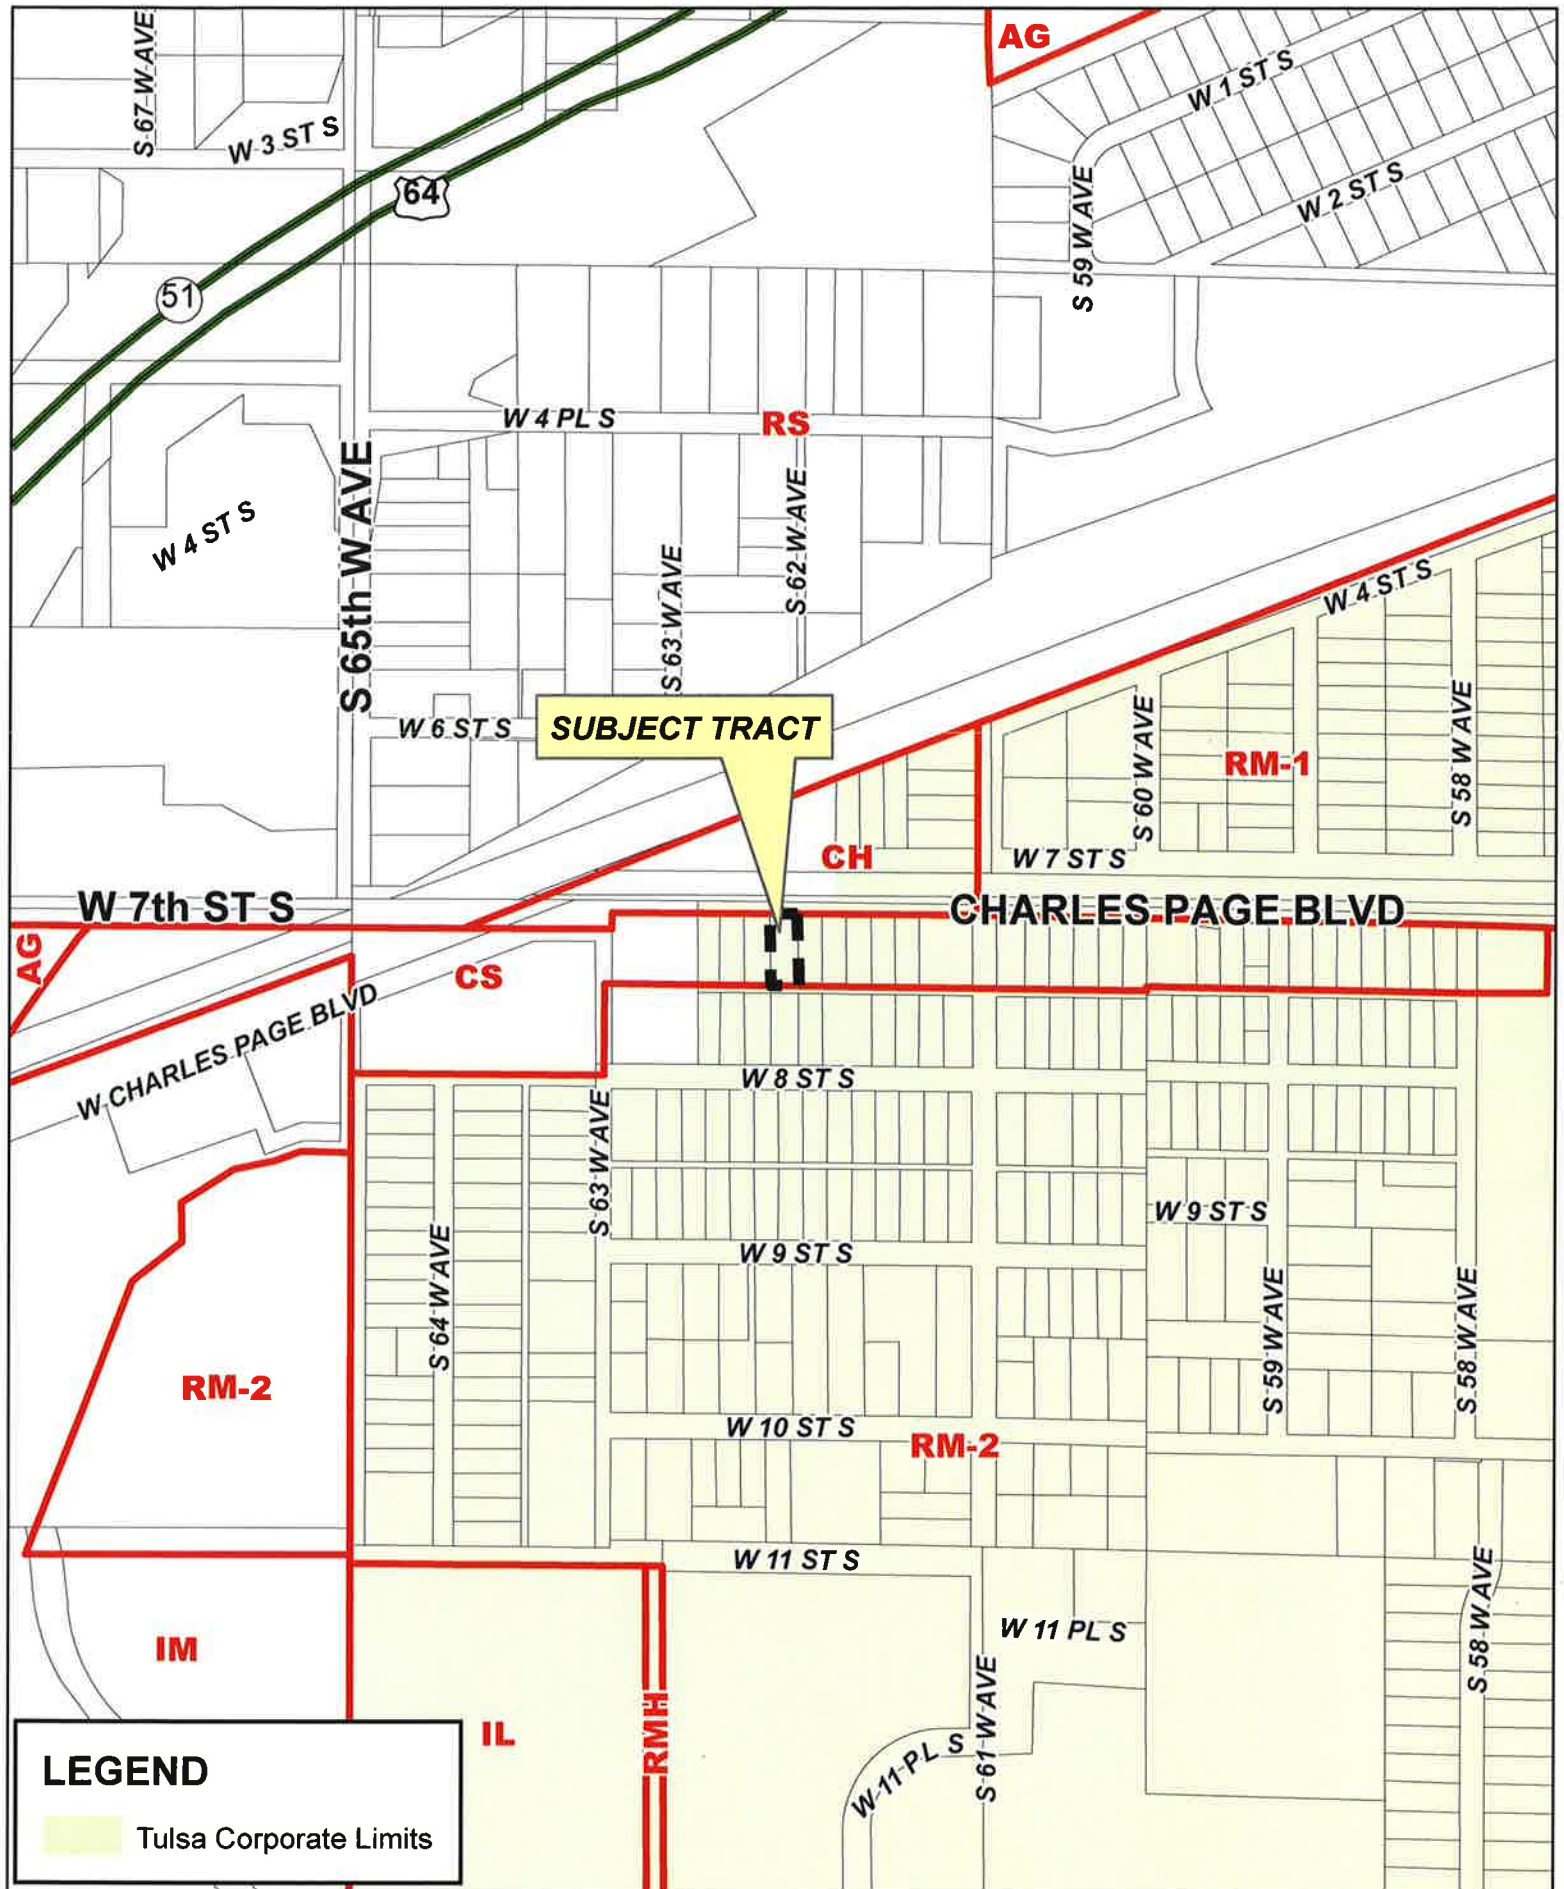 AG
S 67 W AVE
W 1 ST S
W 3 ST S
64
W 2 ST S
S 59 W AVE
51
W 4 PL S
RS
S 65th W AVE
W 4 ST S
S 62 W AVE
S 63 W AVE
W 4 ST S
SUBJECT TRACT
W 6 ST S
S 60 W AVE
RM-1
S 58 W AVE
CH
W 7 ST S
W 7th ST S
CHARLES PAGE BLVD
AG
CS
W CHARLES PAGE BLVD
W 8 ST S
S 63 W AVE
W 9 ST S
S 64 W AVE
W 9 ST S
S 59 W AVE
S 58 W AVE
RM-2
W 10 ST S
RM-2
W 11 ST S
S 58 W AVE
W 11 PL S
IM
S 61 W AVE
IL
RMH
W 11 PL S
LEGEND
Tulsa Corporate Limits